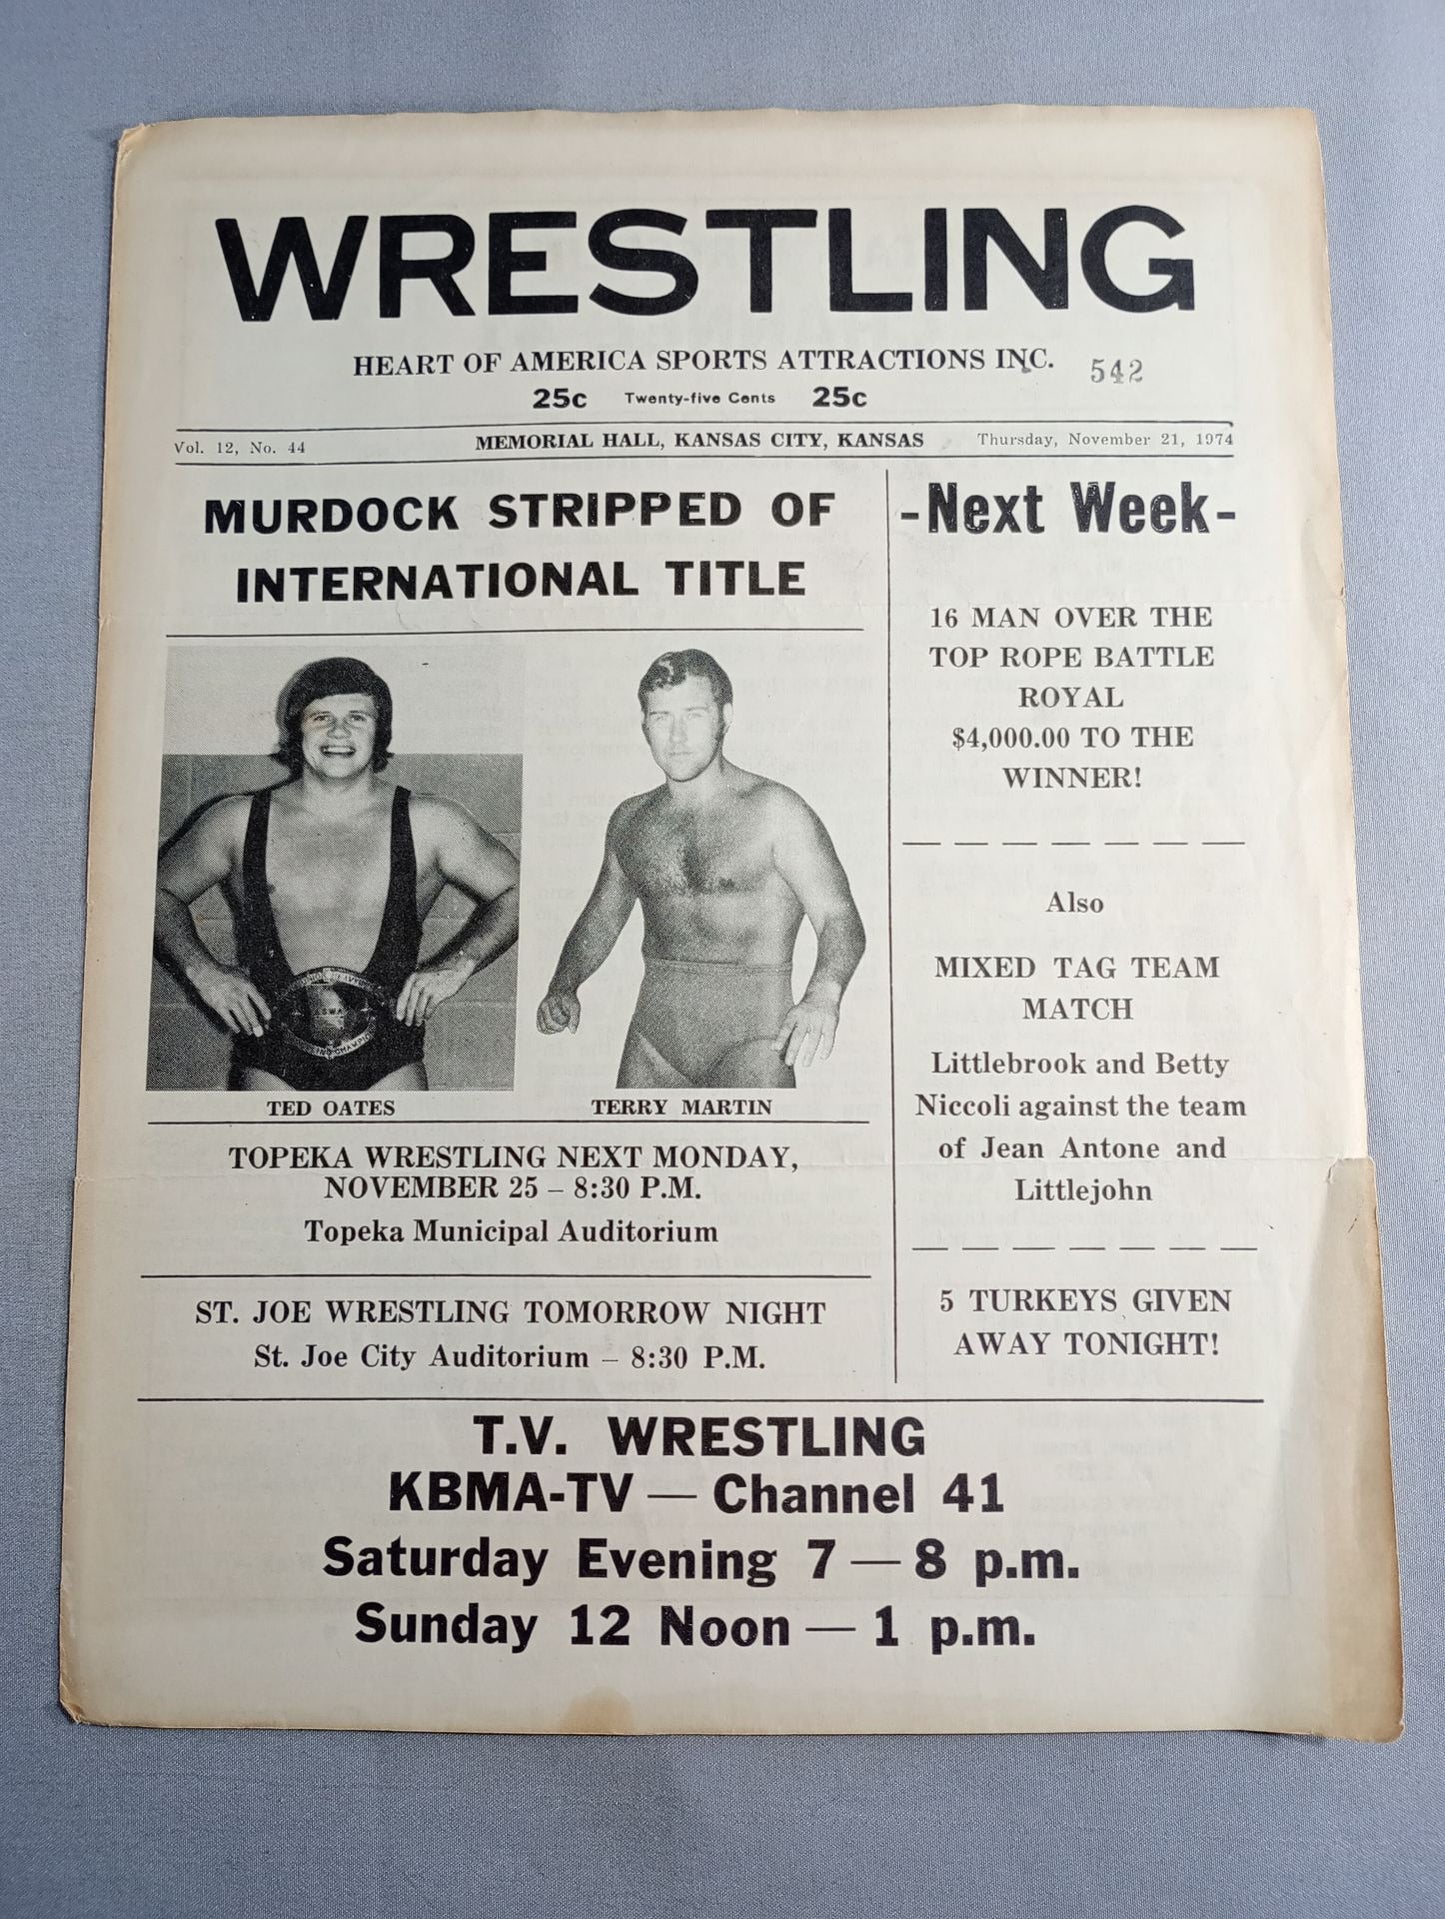 WRESTLING
HEART OF AMERICA SPORTS ATTRACTIONS INC.
542
25c Twenty-five Cents 25c
Vol. 12, No. 44
MEMORIAL HALL, KANSAS CITY, KANSAS
Thursday, November 21, 1974
MURDOCK STRIPPED OF
INTERNATIONAL TITLE
TED OATES
TERRY MARTIN
TOPEKA WRESTLING NEXT MONDAY,
NOVEMBER 25 – 8:30 P.M.
Topeka Municipal Auditorium
ST. JOE WRESTLING TOMORROW NIGHT
St. Joe City Auditorium – 8:30 P.M.
-Next Week-
16 MAN OVER THE
TOP ROPE BATTLE
ROYAL
$4,000.00 TO THE
WINNER!
Also
MIXED TAG TEAM
MATCH
Littlebrook and Betty
Niccoli against the team
of Jean Antone and
Littlejohn
5 TURKEYS GIVEN
AWAY TONIGHT!
T.V. WRESTLING
KBMA-TV — Channel 41
Saturday Evening 7 — 8 p.m.
Sunday 12 Noon — 1 p.m.